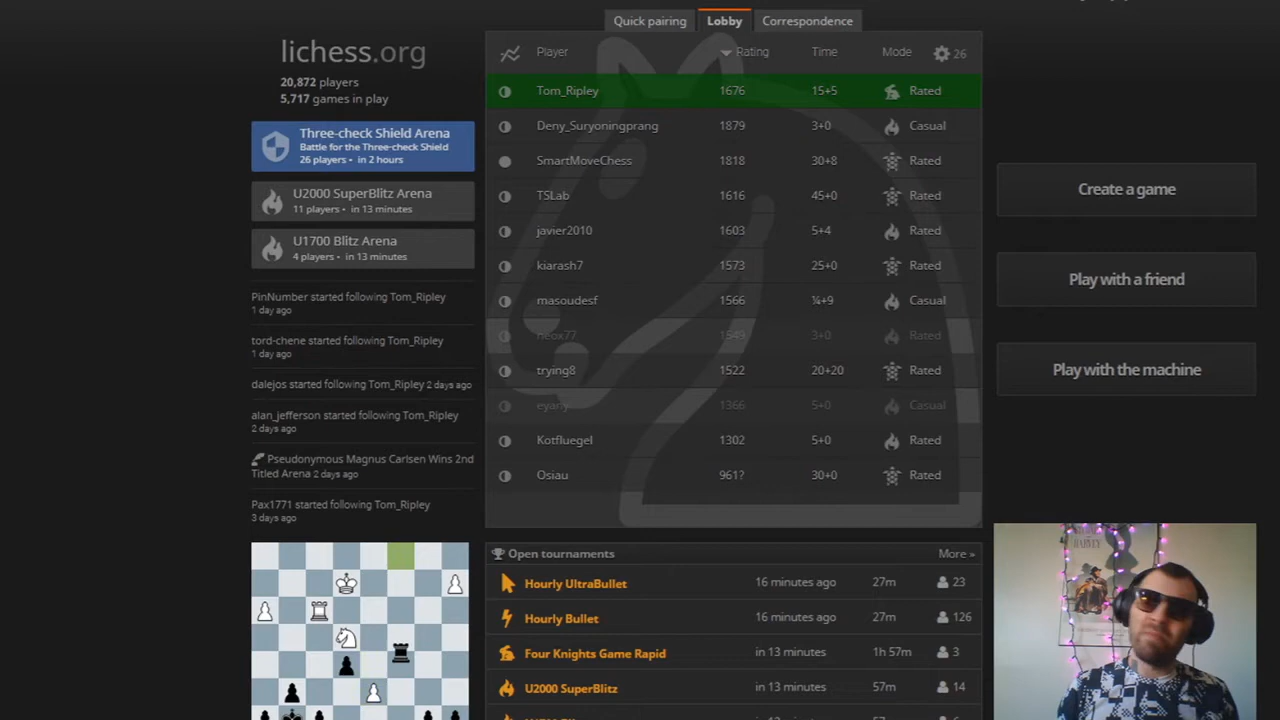 Quick pairing Lobby Correspondence
lichess.org
20,872 players
5,717 games in play
Three-check Shield Arena
Battle for the Three-check Shield
26 players • in 2 hours
U2000 SuperBlitz Arena
11 players • in 13 minutes
U1700 Blitz Arena
4 players • in 13 minutes
PinNumber started following Tom_Ripley
1 day ago
tord-chene started following Tom_Ripley
1 day ago
dalejos started following Tom_Ripley 2 days ago
alan_jefferson started following Tom_Ripley
2 days ago
Pseudonymous Magnus Carlsen Wins 2nd
Titled Arena 2 days ago
Pax1771 started following Tom_Ripley
3 days ago
Player Rating Time Mode 26
Tom_Ripley 1676 15+5 Rated
Deny_Suryoningprang 1879 3+0 Casual
SmartMoveChess 1818 30+8 Rated
TSLab 1616 45+0 Rated
javier2010 1603 5+4 Rated
kiarash7 1573 25+0 Rated
masoudesf 1566 ¼+9 Casual
neox77 1549 3+0 Rated
trying8 1522 20+20 Rated
eyany 1366 5+0 Casual
Kotfluegel 1302 5+0 Rated
Osiau 961? 30+0 Rated
Create a game
Play with a friend
Play with the machine
Open tournaments More »
Hourly UltraBullet 16 minutes ago 27m 23
Hourly Bullet 16 minutes ago 27m 126
Four Knights Game Rapid in 13 minutes 1h 57m 3
U2000 SuperBlitz in 13 minutes 57m 14
HARVEY